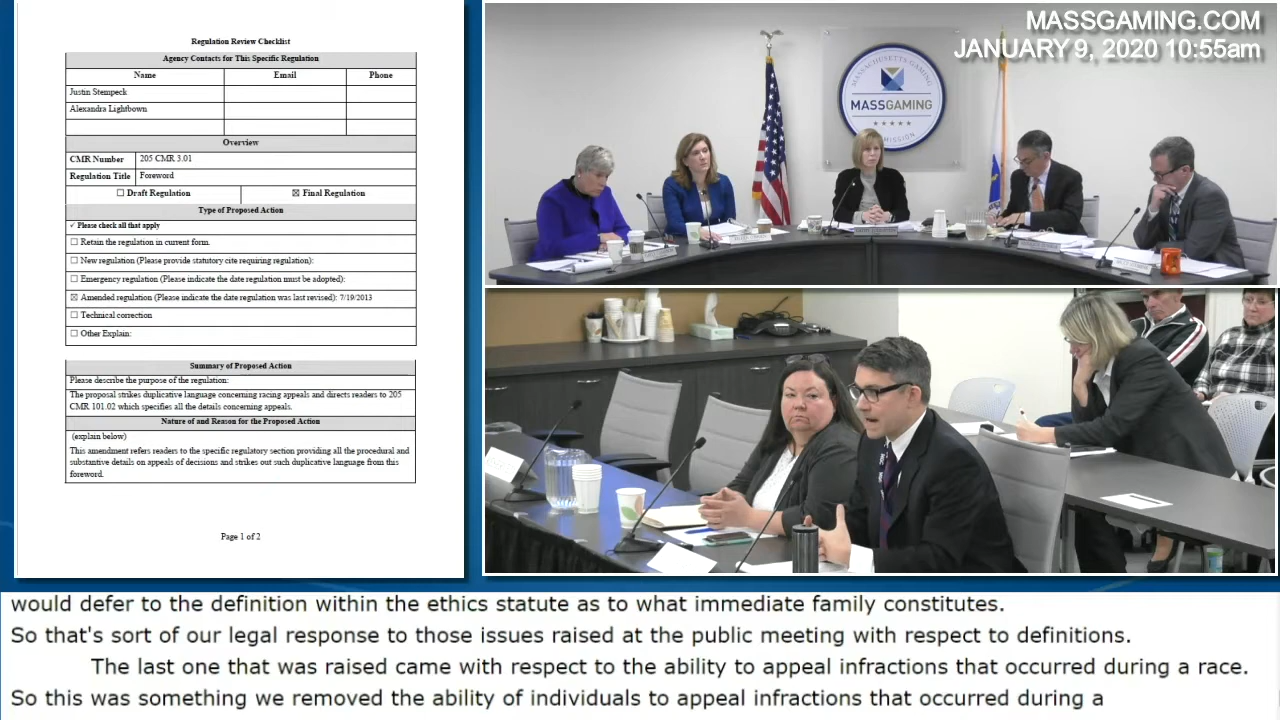 Regulation Review Checklist
Agency Contacts for This Specific Regulation
Name Email Phone
Justin Stempeck
Alexandra Lightbown
Overview
CMR Number 205 CMR 3.01
Regulation Title Foreword
☐ Draft Regulation ☒ Final Regulation
Type of Proposed Action
✓ Please check all that apply
☐ Retain the regulation in current form.
☐ New regulation (Please provide statutory cite requiring regulation):
☐ Emergency regulation (Please indicate the date regulation must be adopted):
☒ Amended regulation (Please indicate the date regulation was last revised): 7/19/2013
☐ Technical correction
☐ Other Explain:
Summary of Proposed Action
Please describe the purpose of the regulation:
The proposal strikes duplicative language concerning racing appeals and directs readers to 205
CMR 101.02 which specifies all the details concerning appeals.
Nature of and Reason for the Proposed Action
(explain below)
This amendment refers readers to the specific regulatory section providing all the procedural and
substantive details on appeals of decisions and strikes out such duplicative language from this
foreword.
Page 1 of 2
MASSGAMING.COM
JANUARY 9, 2020 10:55am
MASSACHUSETTS GAMING
MASSGAMING
would defer to the definition within the ethics statute as to what immediate family constitutes.
So that's sort of our legal response to those issues raised at the public meeting with respect to definitions.
The last one that was raised came with respect to the ability to appeal infractions that occurred during a race.
So this was something we removed the ability of individuals to appeal infractions that occurred during a